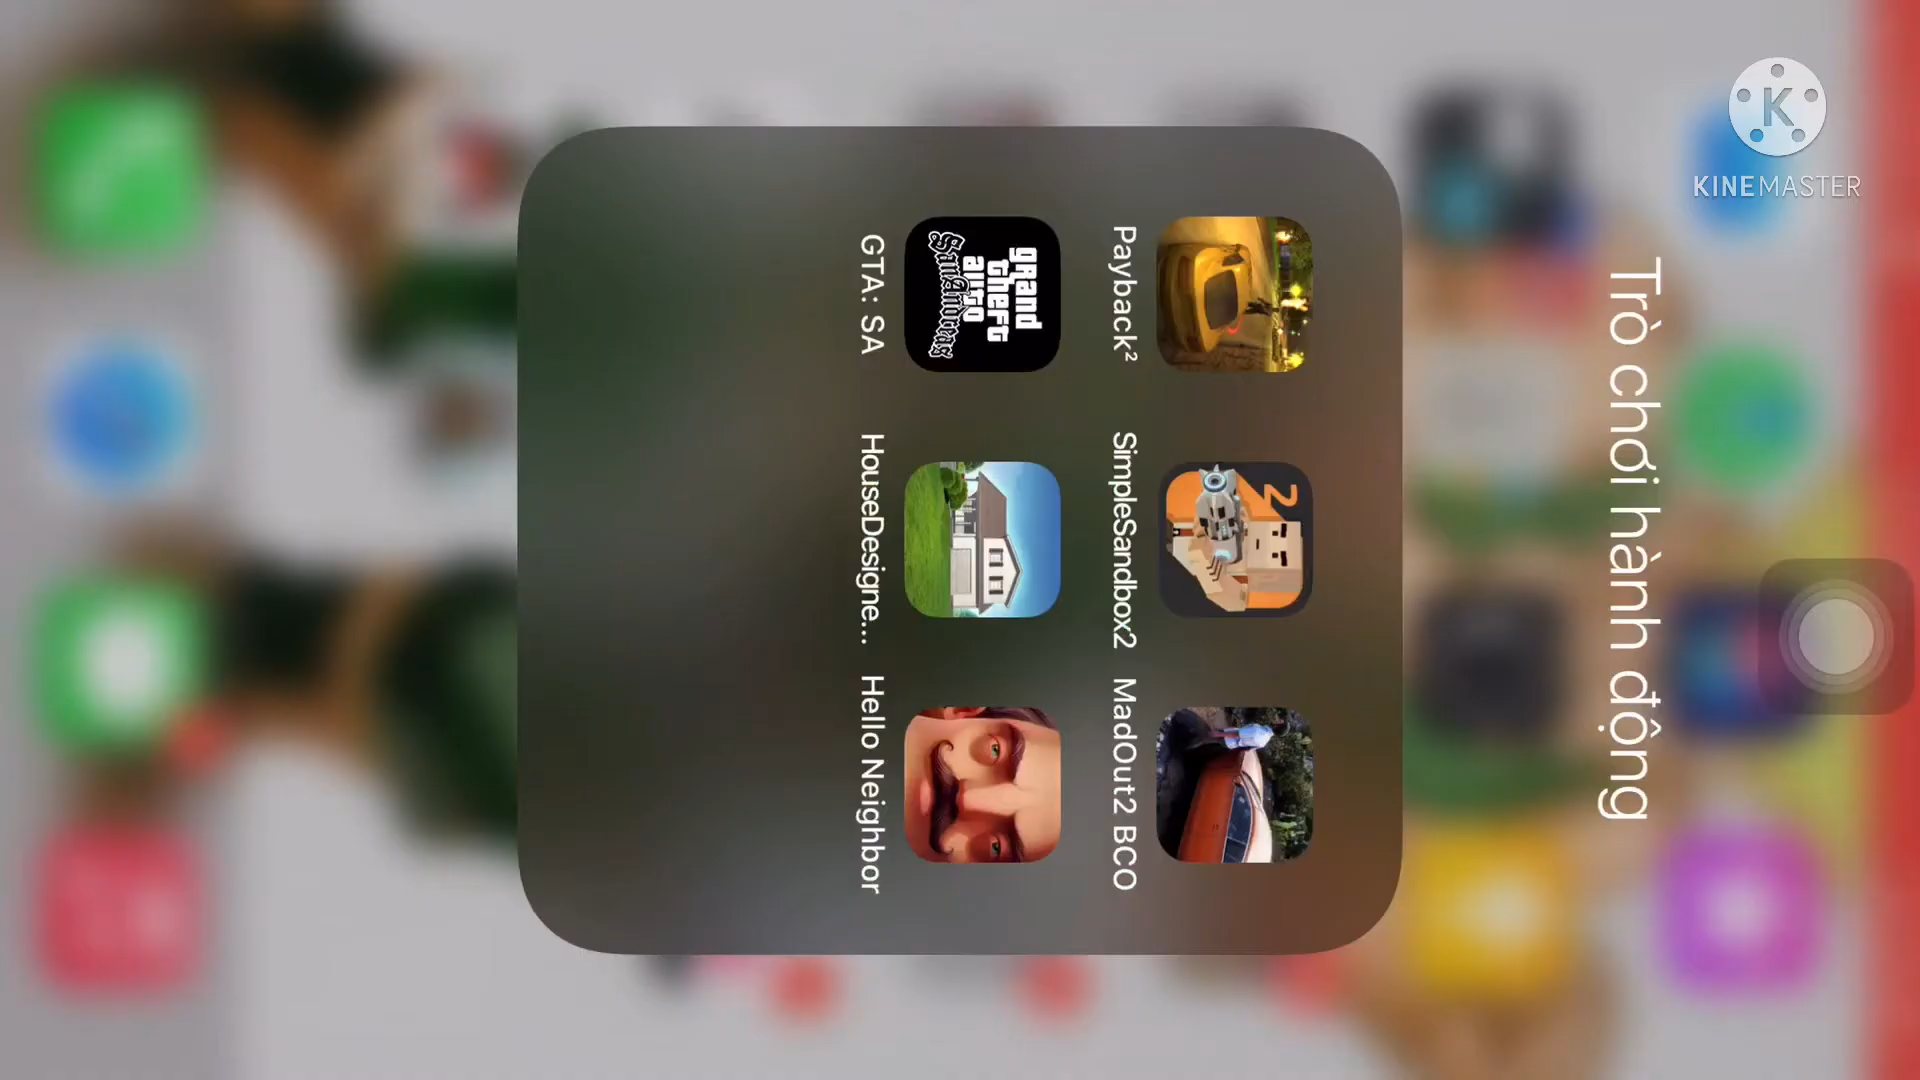 KINEMASTER
Trò chơi hành động
Payback²
SimpleSandbox2
MadOut2 BCO
grand
theft
auto
San Andreas
2
GTA: SA
HouseDesigne...
Hello Neighbor